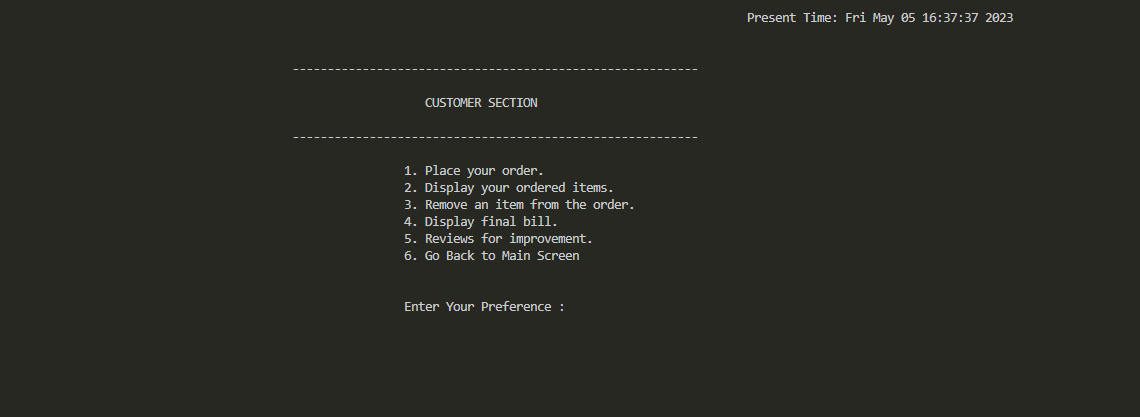 Present Time: Fri May 05 16:37:37 2023
----------------------------------------------------------
CUSTOMER SECTION
----------------------------------------------------------
1. Place your order.
2. Display your ordered items.
3. Remove an item from the order.
4. Display final bill.
5. Reviews for improvement.
6. Go Back to Main Screen
Enter Your Preference :